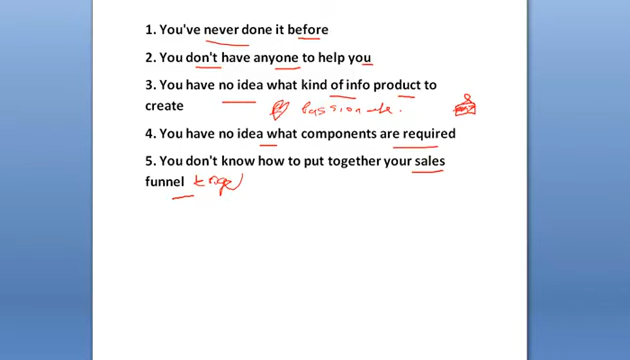 1. You've never done it before
2. You don't have anyone to help you
3. You have no idea what kind of info product to
create
Passionate.
4. You have no idea what components are required
5. You don't know how to put together your sales
funnel